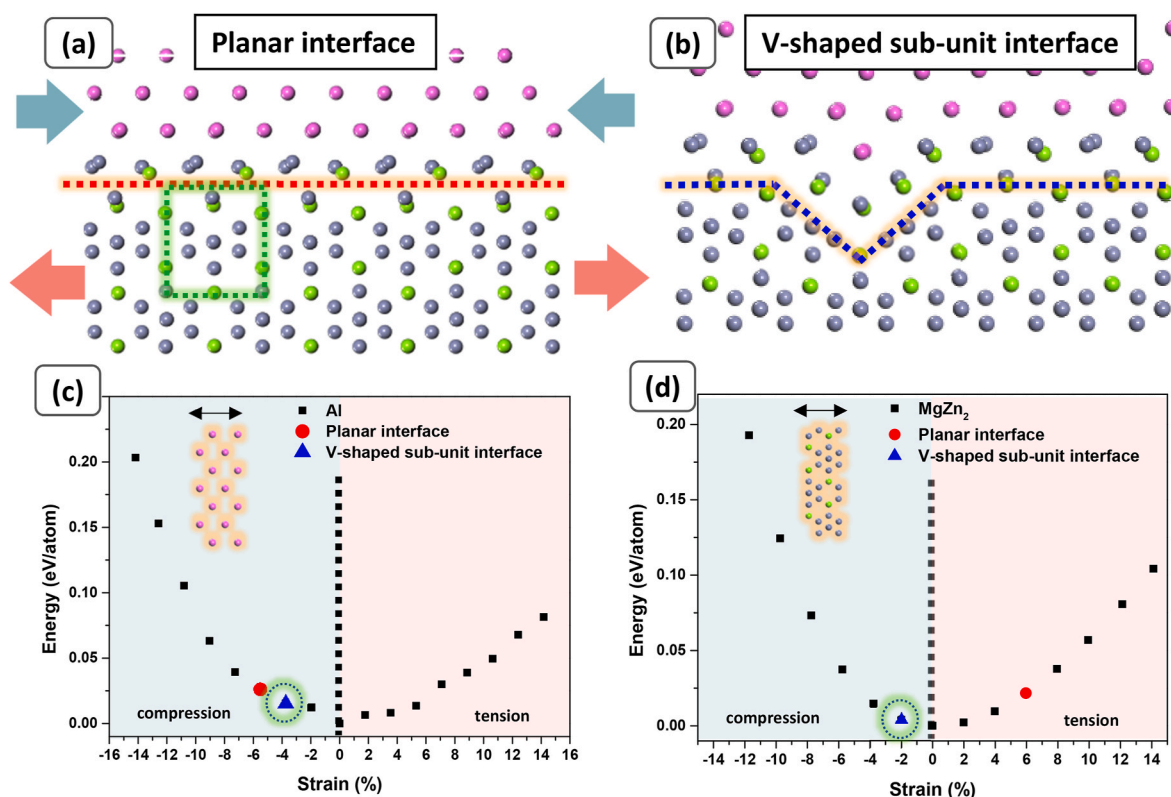 (a)
Planar interface
(b)
V-shaped sub-unit interface
(c)
Al
Planar interface
V-shaped sub-unit interface
0.20
0.15
0.10
0.05
0.00
Energy (eV/atom)
compression
tension
-16 -14 -12 -10 -8 -6 -4 -2 0 2 4 6 8 10 12 14 16
Strain (%)
(d)
MgZn₂
Planar interface
V-shaped sub-unit interface
0.20
0.15
0.10
0.05
0.00
Energy (eV/atom)
compression
tension
-14 -12 -10 -8 -6 -4 -2 0 2 4 6 8 10 12 14
Strain (%)